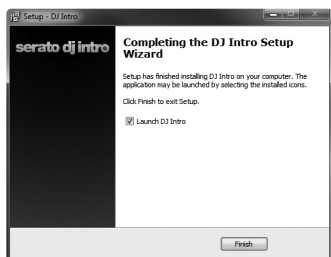 Setup - DJ Intro
serato dj intro
Completing the DJ Intro Setup
Wizard
Setup has finished installing DJ Intro on your computer. The
application may be launched by selecting the installed icons.
Click Finish to exit Setup.
Launch DJ Intro
Finish